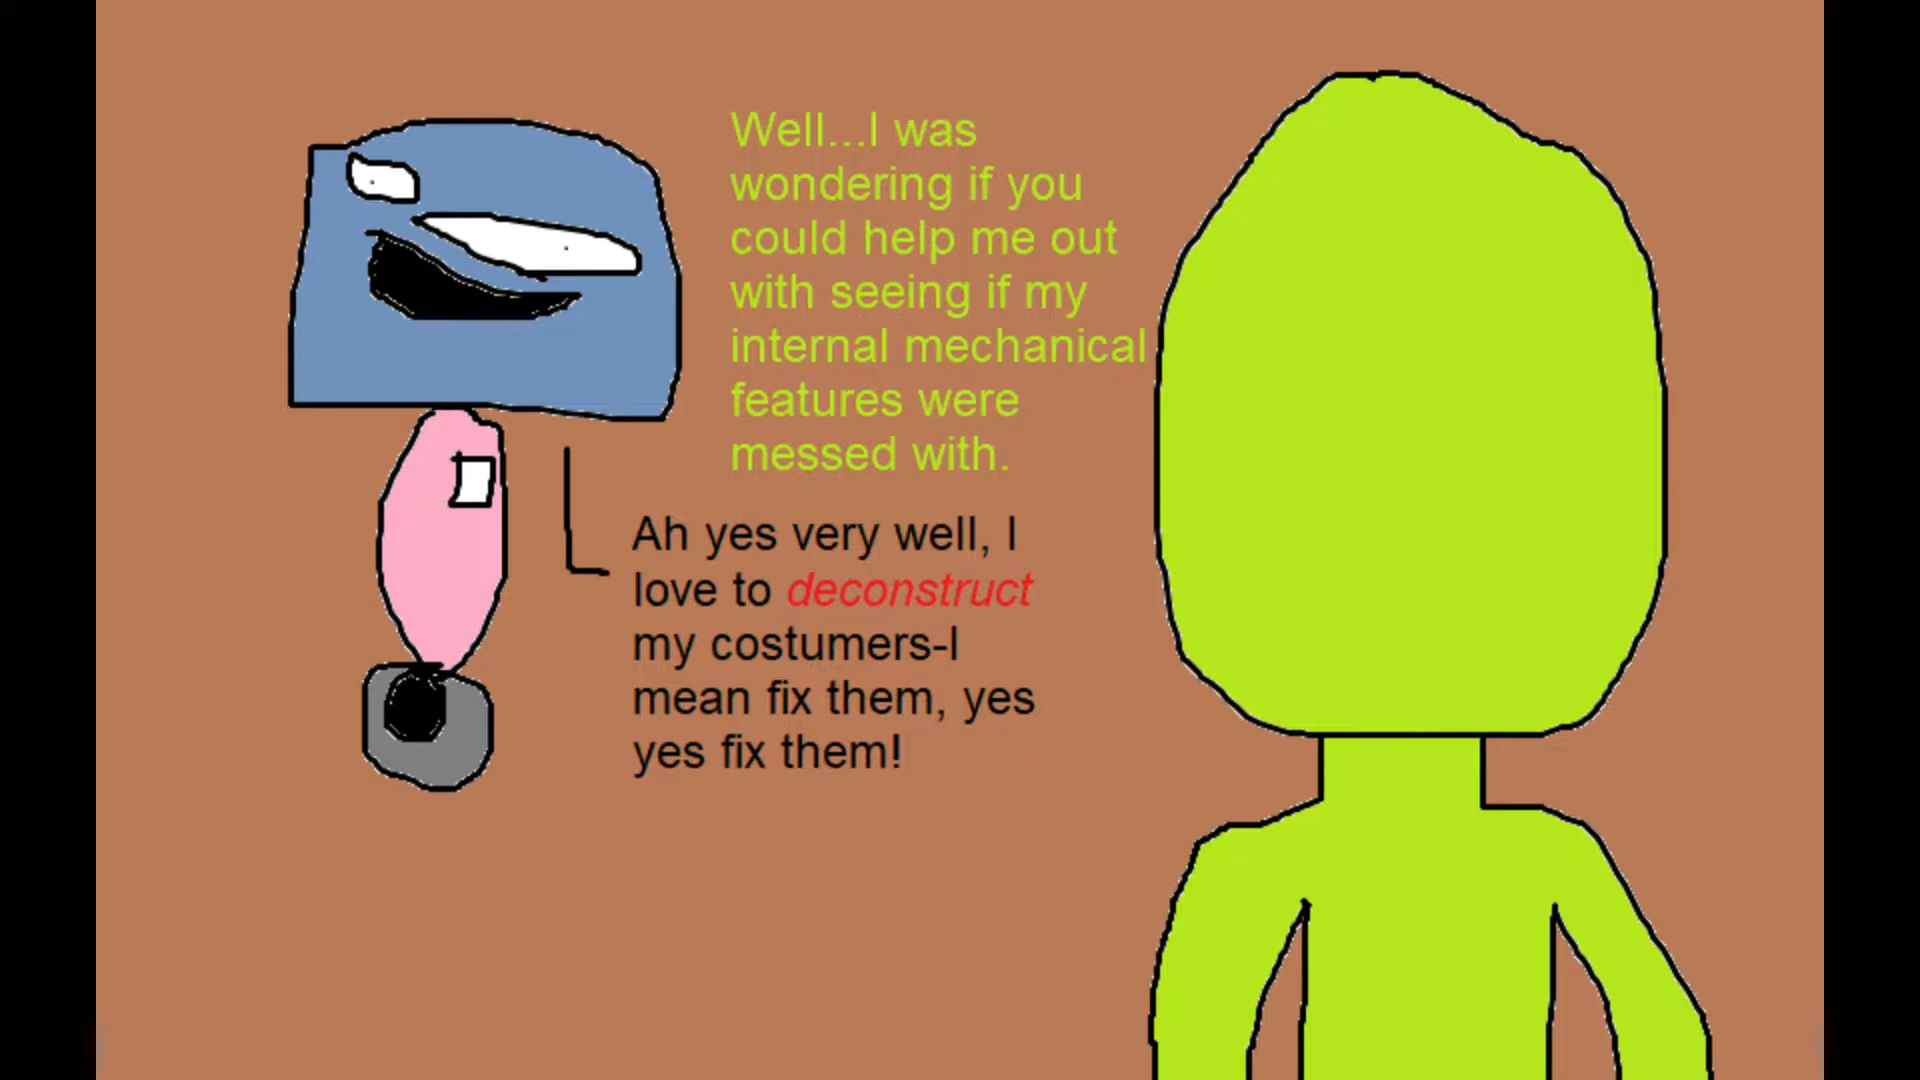 Well...I was
wondering if you
could help me out
with seeing if my
internal mechanical
features were
messed with.
Ah yes very well, I
love to deconstruct
my costumers-I
mean fix them, yes
yes fix them!